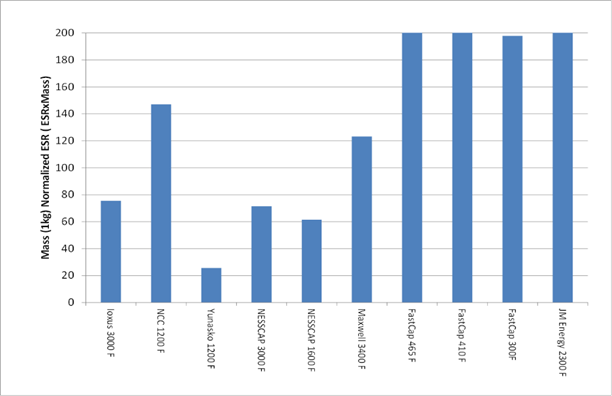 Mass (1kg) Normalized ESR ( ESRxMass)
200
180
160
140
120
100
80
60
40
20
0
Ioxus 3000 F
NCC 1200 F
Yunasko 1200 F
NESSCAP 3000 F
NESSCAP 1600 F
Maxwell 3400 F
FastCap 465 F
FastCap 410 F
FastCap 300F
JM Energy 2300 F